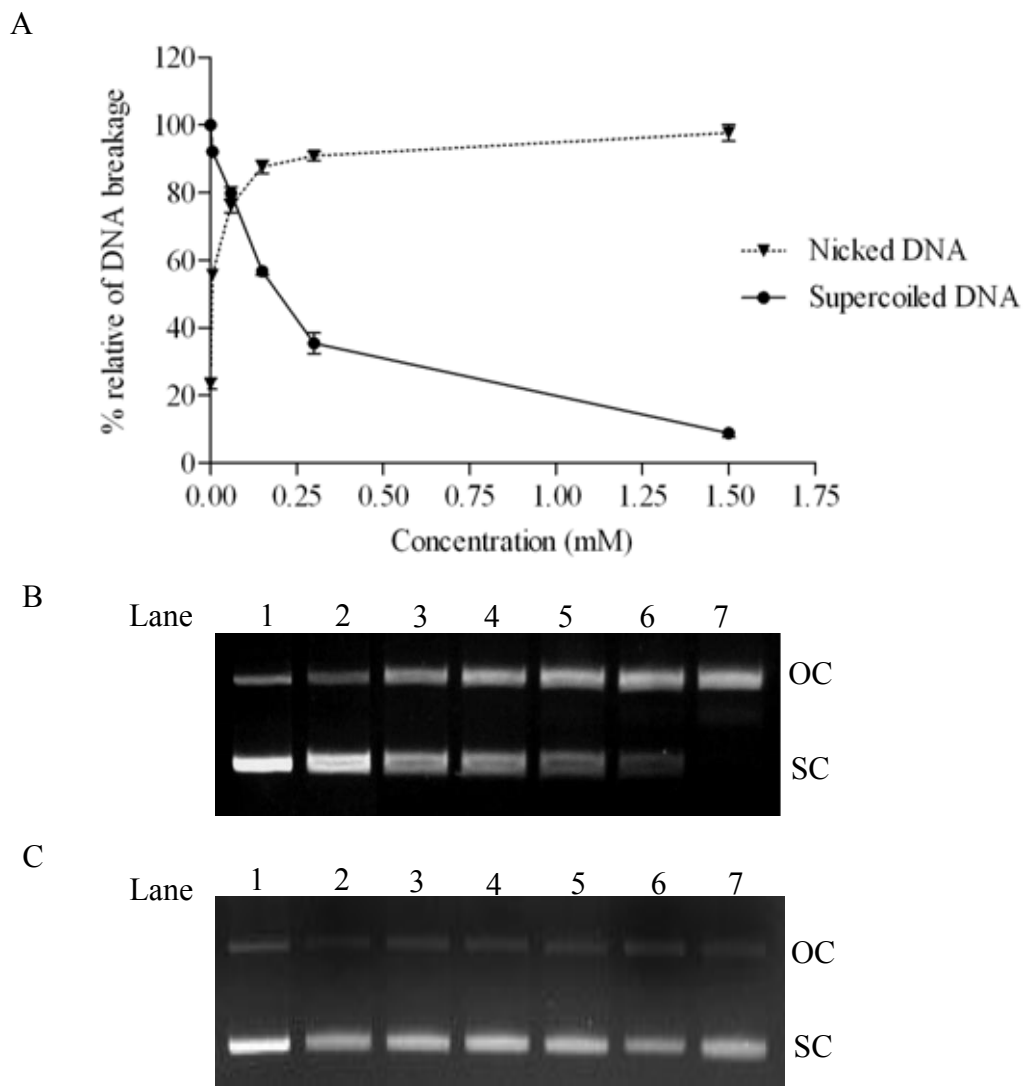 A
% relative of DNA breakage
120
100
80
60
40
20
0
0.00 0.25 0.50 0.75 1.00 1.25 1.50 1.75
Concentration (mM)
Nicked DNA
Supercoiled DNA
B
Lane 1 2 3 4 5 6 7
OC
SC
C
Lane 1 2 3 4 5 6 7
OC
SC